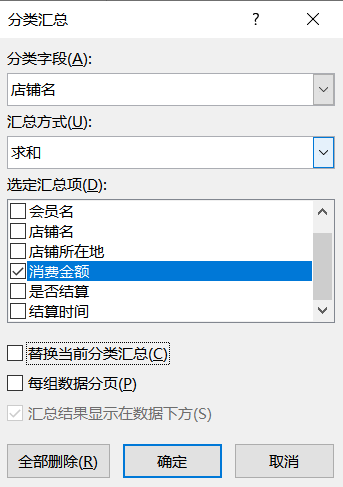 分类汇总
?
分类字段(A):
店铺名
汇总方式(U):
求和
选定汇总项(D):
会员名
店铺名
店铺所在地
消费金额
是否结算
结算时间
替换当前分类汇总(C)
每组数据分页(P)
汇总结果显示在数据下方(S)
全部删除(R) 确定 取消